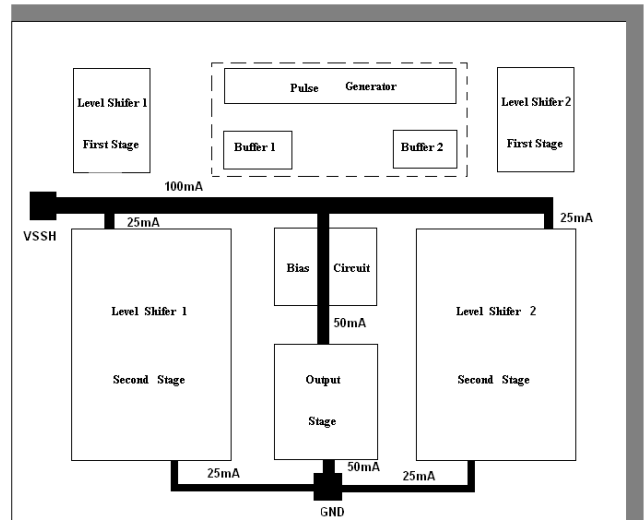 Pulse Generator
Level Shifer 1
First Stage
Buffer 1
Buffer 2
Level Shifer 2
First Stage
100mA
VSSH
25mA
25mA
Bias Circuit
50mA
Level Shifer 1
Second Stage
Output
Stage
Level Shifer 2
Second Stage
25mA
50mA
25mA
GND